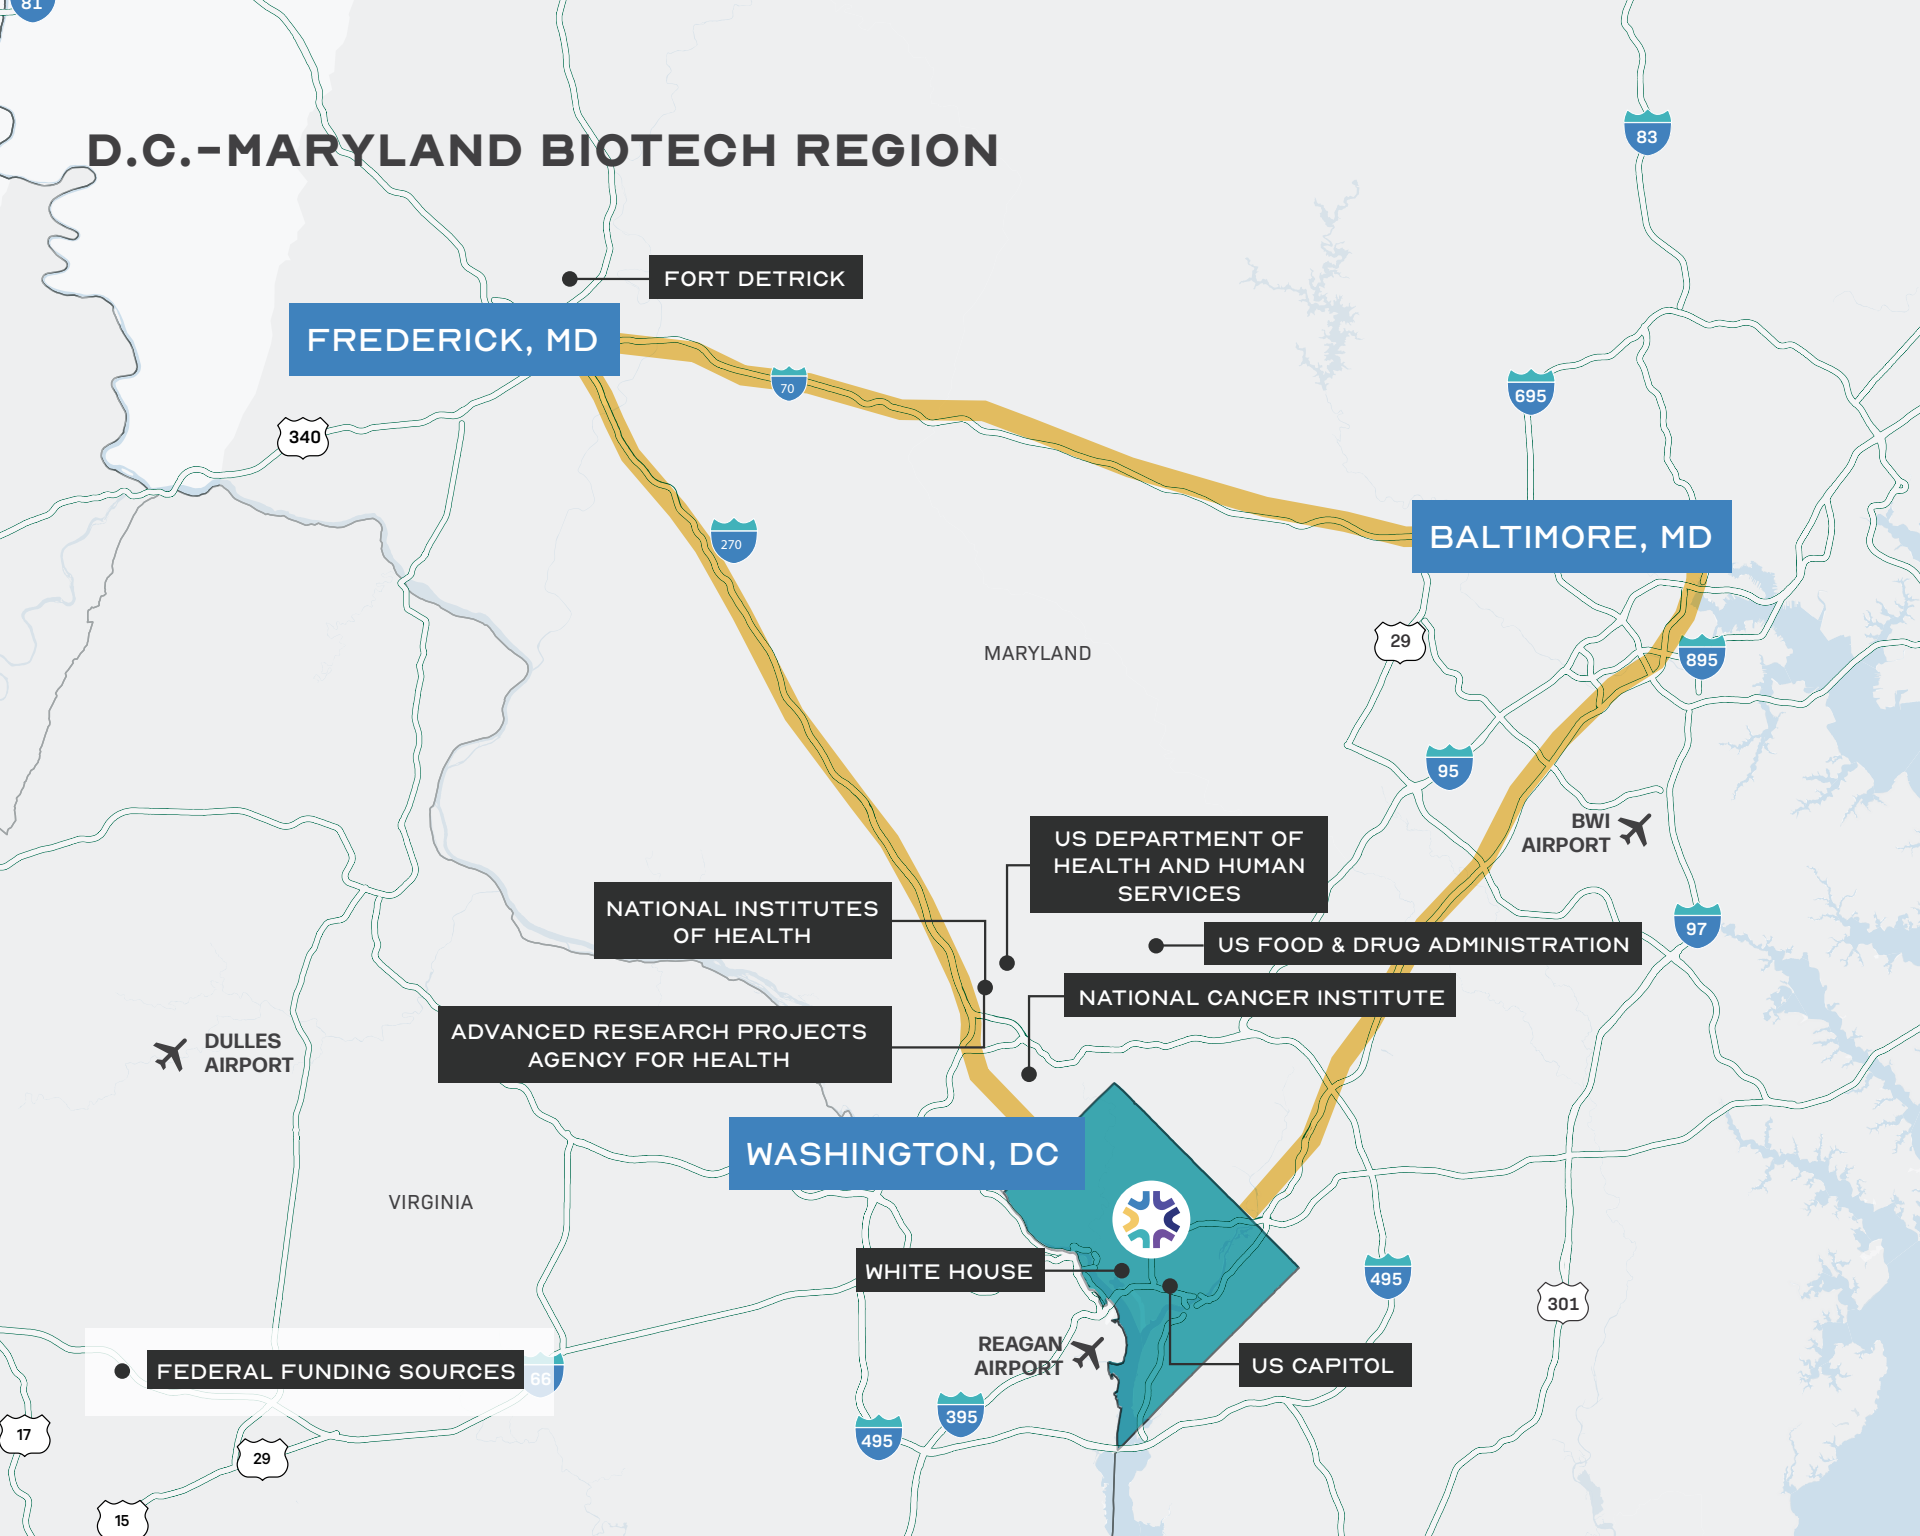 81
83
D.C.-MARYLAND BIOTECH REGION
FORT DETRICK
FREDERICK, MD
70
695
340
270
BALTIMORE, MD
29
MARYLAND
895
95
BWI
AIRPORT
US DEPARTMENT OF
HEALTH AND HUMAN
SERVICES
NATIONAL INSTITUTES
OF HEALTH
97
US FOOD & DRUG ADMINISTRATION
NATIONAL CANCER INSTITUTE
ADVANCED RESEARCH PROJECTS
AGENCY FOR HEALTH
DULLES
AIRPORT
WASHINGTON, DC
VIRGINIA
WHITE HOUSE
495
301
REAGAN
AIRPORT
US CAPITOL
FEDERAL FUNDING SOURCES
66
395
17
495
29
15